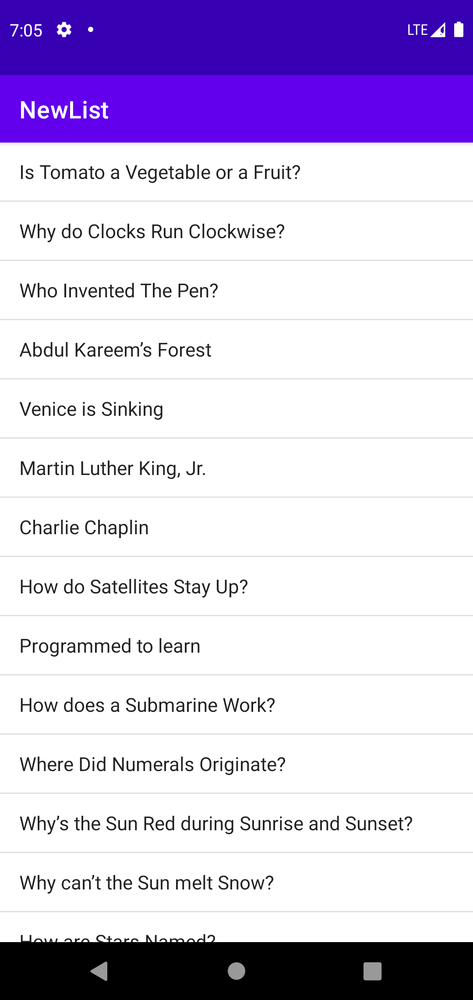 7:05
LTE
NewList
Is Tomato a Vegetable or a Fruit?
Why do Clocks Run Clockwise?
Who Invented The Pen?
Abdul Kareem’s Forest
Venice is Sinking
Martin Luther King, Jr.
Charlie Chaplin
How do Satellites Stay Up?
Programmed to learn
How does a Submarine Work?
Where Did Numerals Originate?
Why’s the Sun Red during Sunrise and Sunset?
Why can’t the Sun melt Snow?
How are Stars Named?